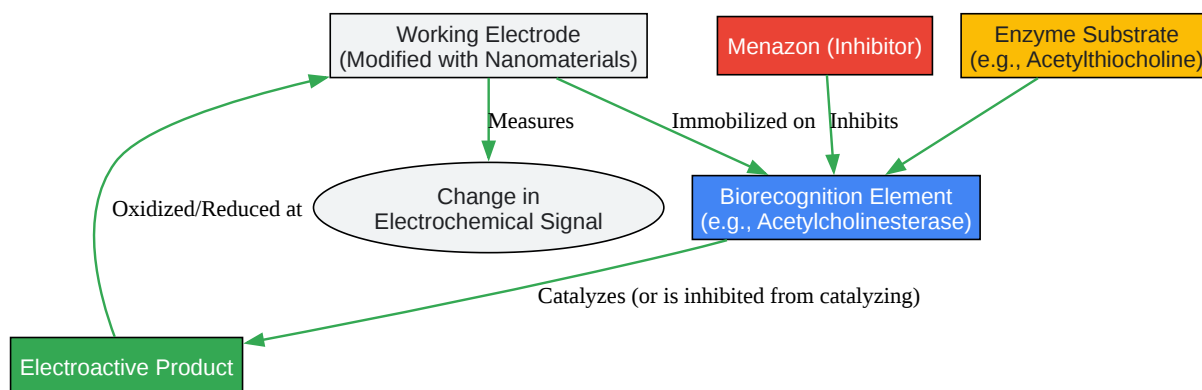 Working Electrode
(Modified with Nanomaterials)
Menazon (Inhibitor)
Enzyme Substrate
(e.g., Acetylthiocholine)
Measures
Immobilized on
Inhibits
Oxidized/Reduced at
Change in
Electrochemical Signal
Biorecognition Element
(e.g., Acetylcholinesterase)
Catalyzes (or is inhibited from catalyzing)
Electroactive Product